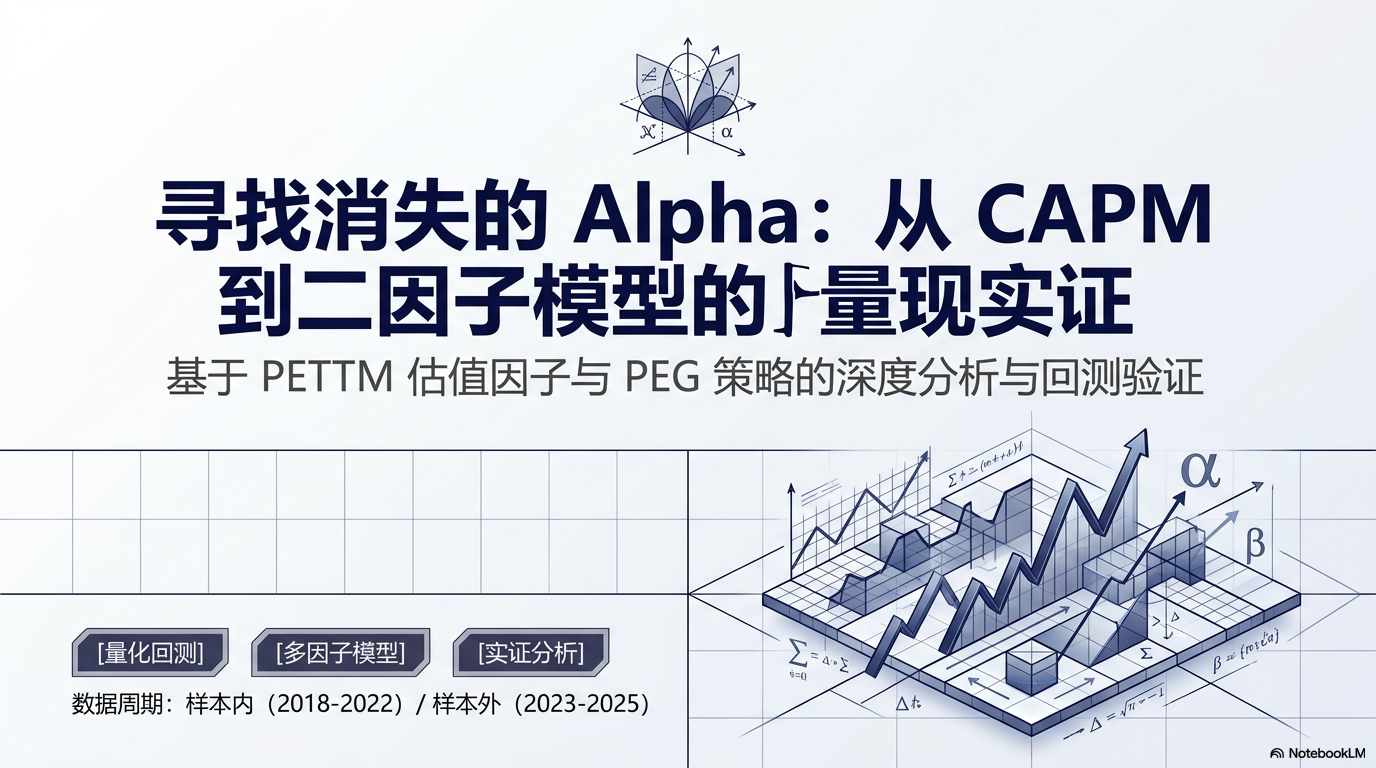 寻找消失的 Alpha：从 CAPM
到二因子模型的量现实证
基于 PETTM 估值因子与 PEG 策略的深度分析与回测验证
α
α
β
Σ
[量化回测]
[多因子模型]
[实证分析]
数据周期：样本内（2018-2022）/ 样本外（2023-2025）
NotebookLM